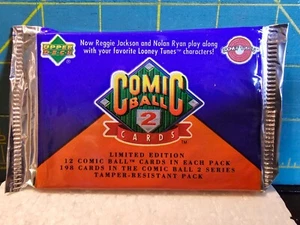 Now Reggie Jackson and Nolan Ryan play along
with your favorite Looney Tunes™ characters!
UPPER
DECK
COMIC
BALL
2
CARDS
LIMITED EDITION
12 COMIC BALL™ CARDS IN EACH PACK
198 CARDS IN THE COMIC BALL 2 SERIES
TAMPER-RESISTANT PACK